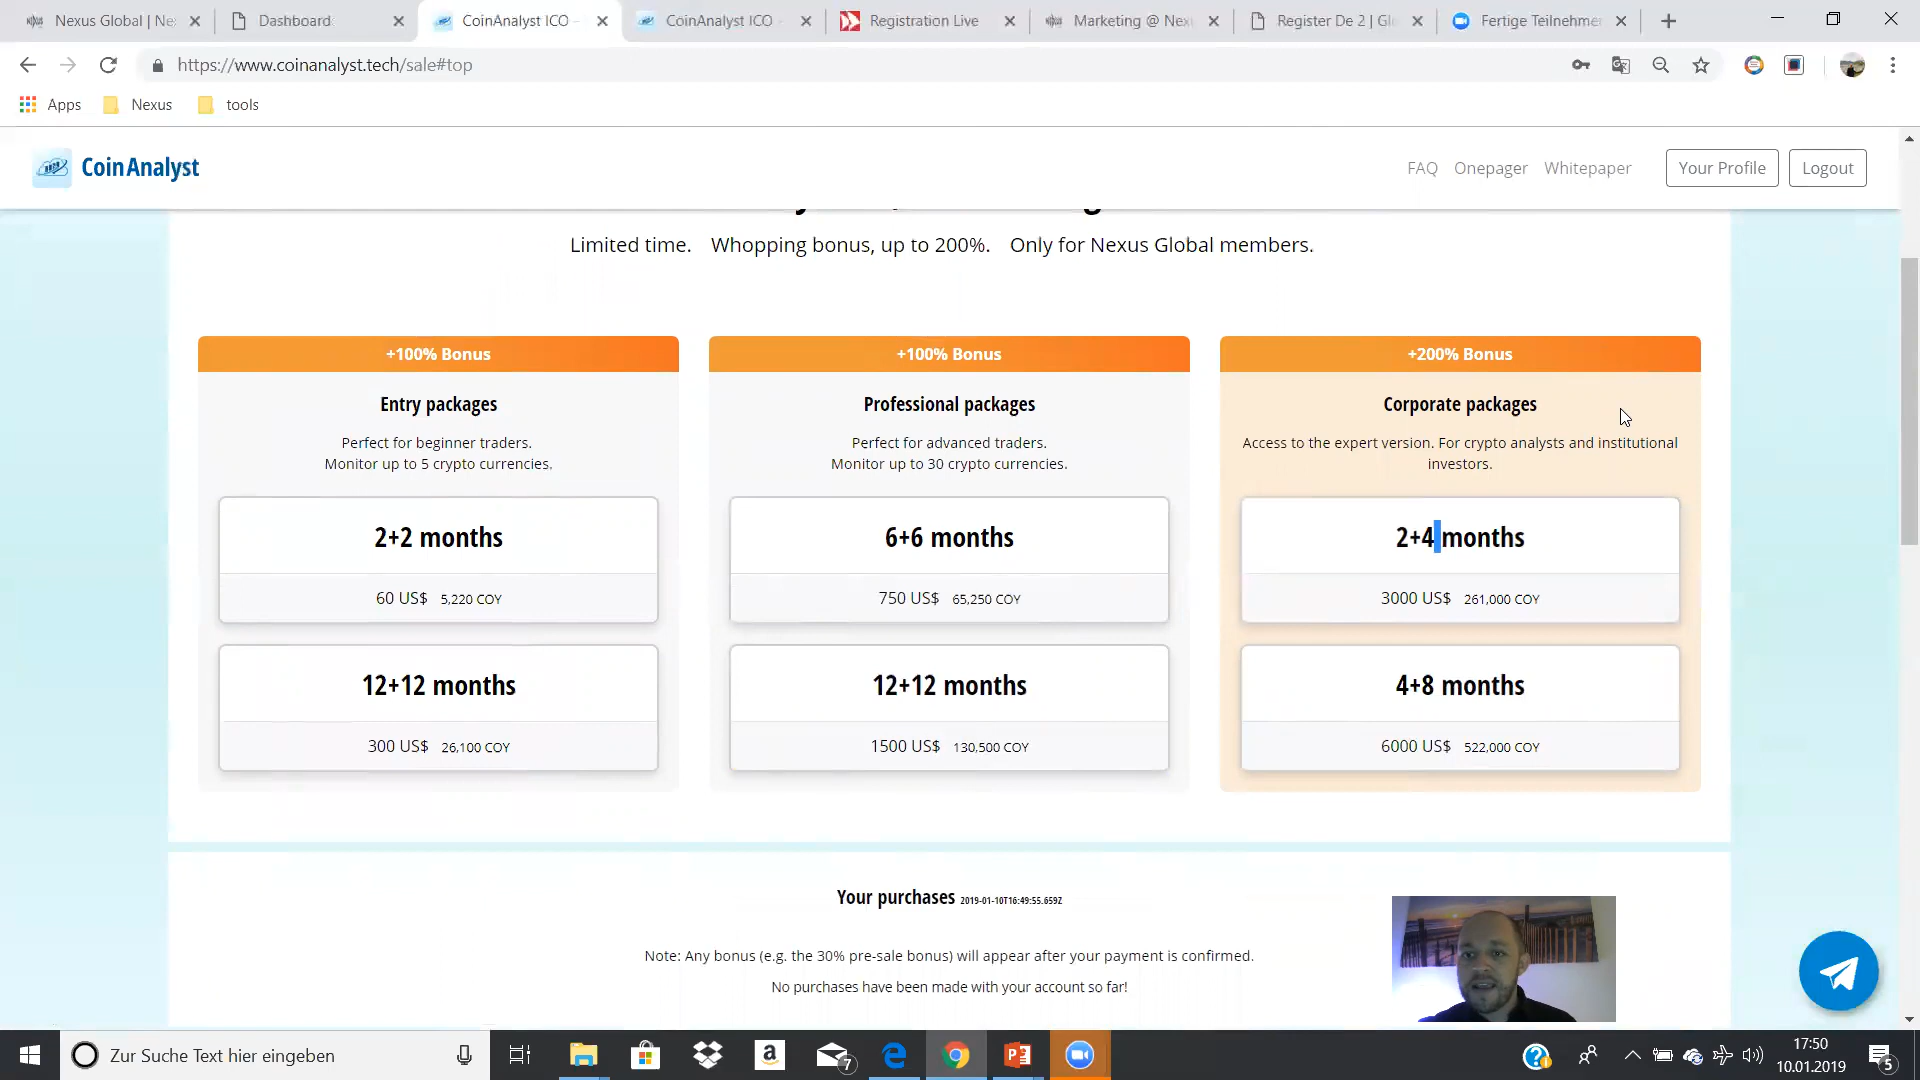 Nexus Global | Ne
Dashboard
CoinAnalyst ICO -
CoinAnalyst ICO -
Registration Live
Marketing @ Nex
Register De 2 | Gl
Fertige Teilnehmer
https://www.coinanalyst.tech/sale#top
Apps
Nexus
tools
CoinAnalyst
FAQ
Onepager
Whitepaper
Your Profile
Logout
Limited time. Whopping bonus, up to 200%. Only for Nexus Global members.
+100% Bonus
Entry packages
Perfect for beginner traders.
Monitor up to 5 crypto currencies.
2+2 months
60 US$ 5,220 COY
12+12 months
300 US$ 26,100 COY
+100% Bonus
Professional packages
Perfect for advanced traders.
Monitor up to 30 crypto currencies.
6+6 months
750 US$ 65,250 COY
12+12 months
1500 US$ 130,500 COY
+200% Bonus
Corporate packages
Access to the expert version. For crypto analysts and institutional
investors.
2+4 months
3000 US$ 261,000 COY
4+8 months
6000 US$ 522,000 COY
Your purchases 2019-01-10T16:49:55.659Z
Note: Any bonus (e.g. the 30% pre-sale bonus) will appear after your payment is confirmed.
No purchases have been made with your account so far!
Zur Suche Text hier eingeben
7
17:50
10.01.2019
5